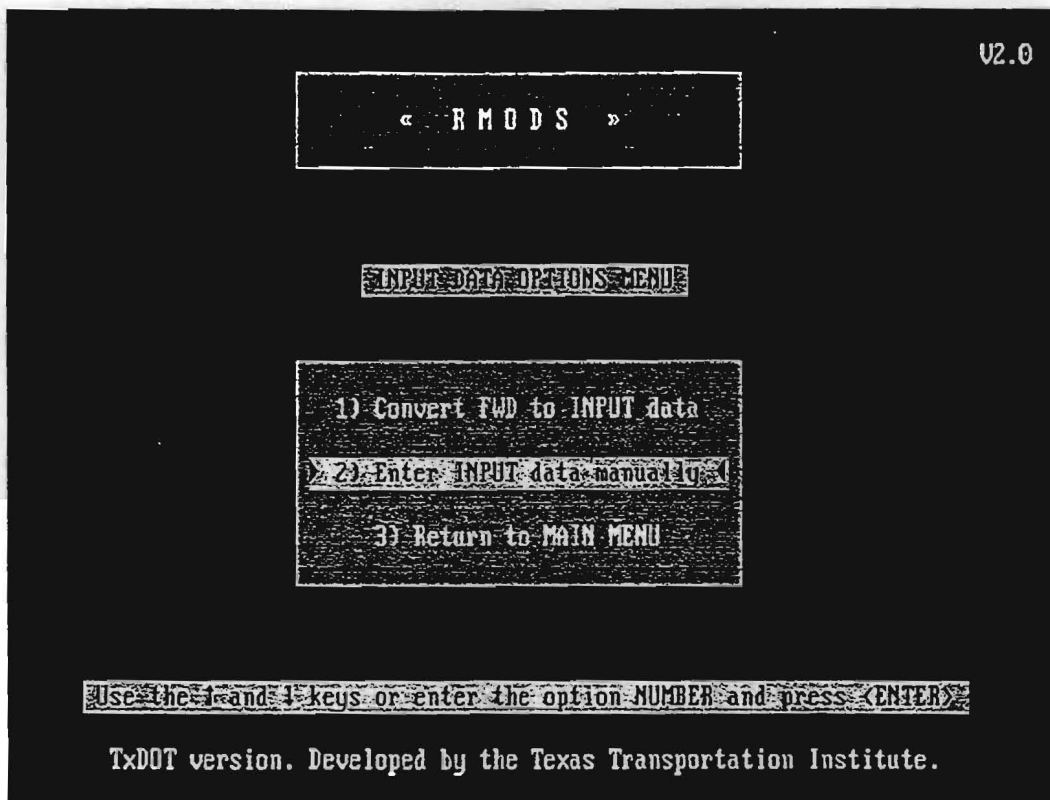 V2.0
« R M O D S »
INPUT DATA OPTIONS MENU
1) Convert FWD to INPUT data
2) Enter INPUT data manually
3) Return to MAIN MENU
Use the ↑ and ↓ keys or enter the option NUMBER and press <ENTER>
TxDOT version. Developed by the Texas Transportation Institute.